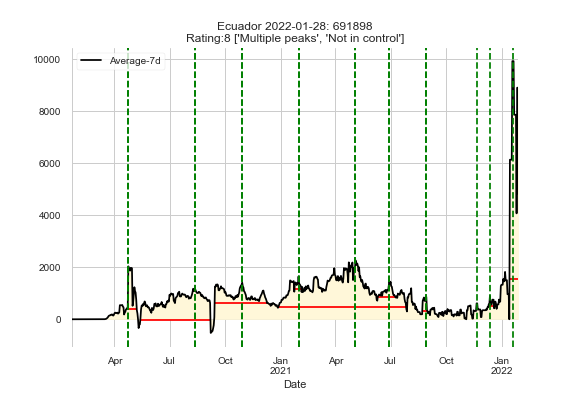 Ecuador 2022-01-28: 691898
Rating:8 ['Multiple peaks', 'Not in control']
Average-7d
10000
8000
6000
4000
2000
0
Apr Jul Oct Jan Apr Jul Oct Jan
2021 2022
Date